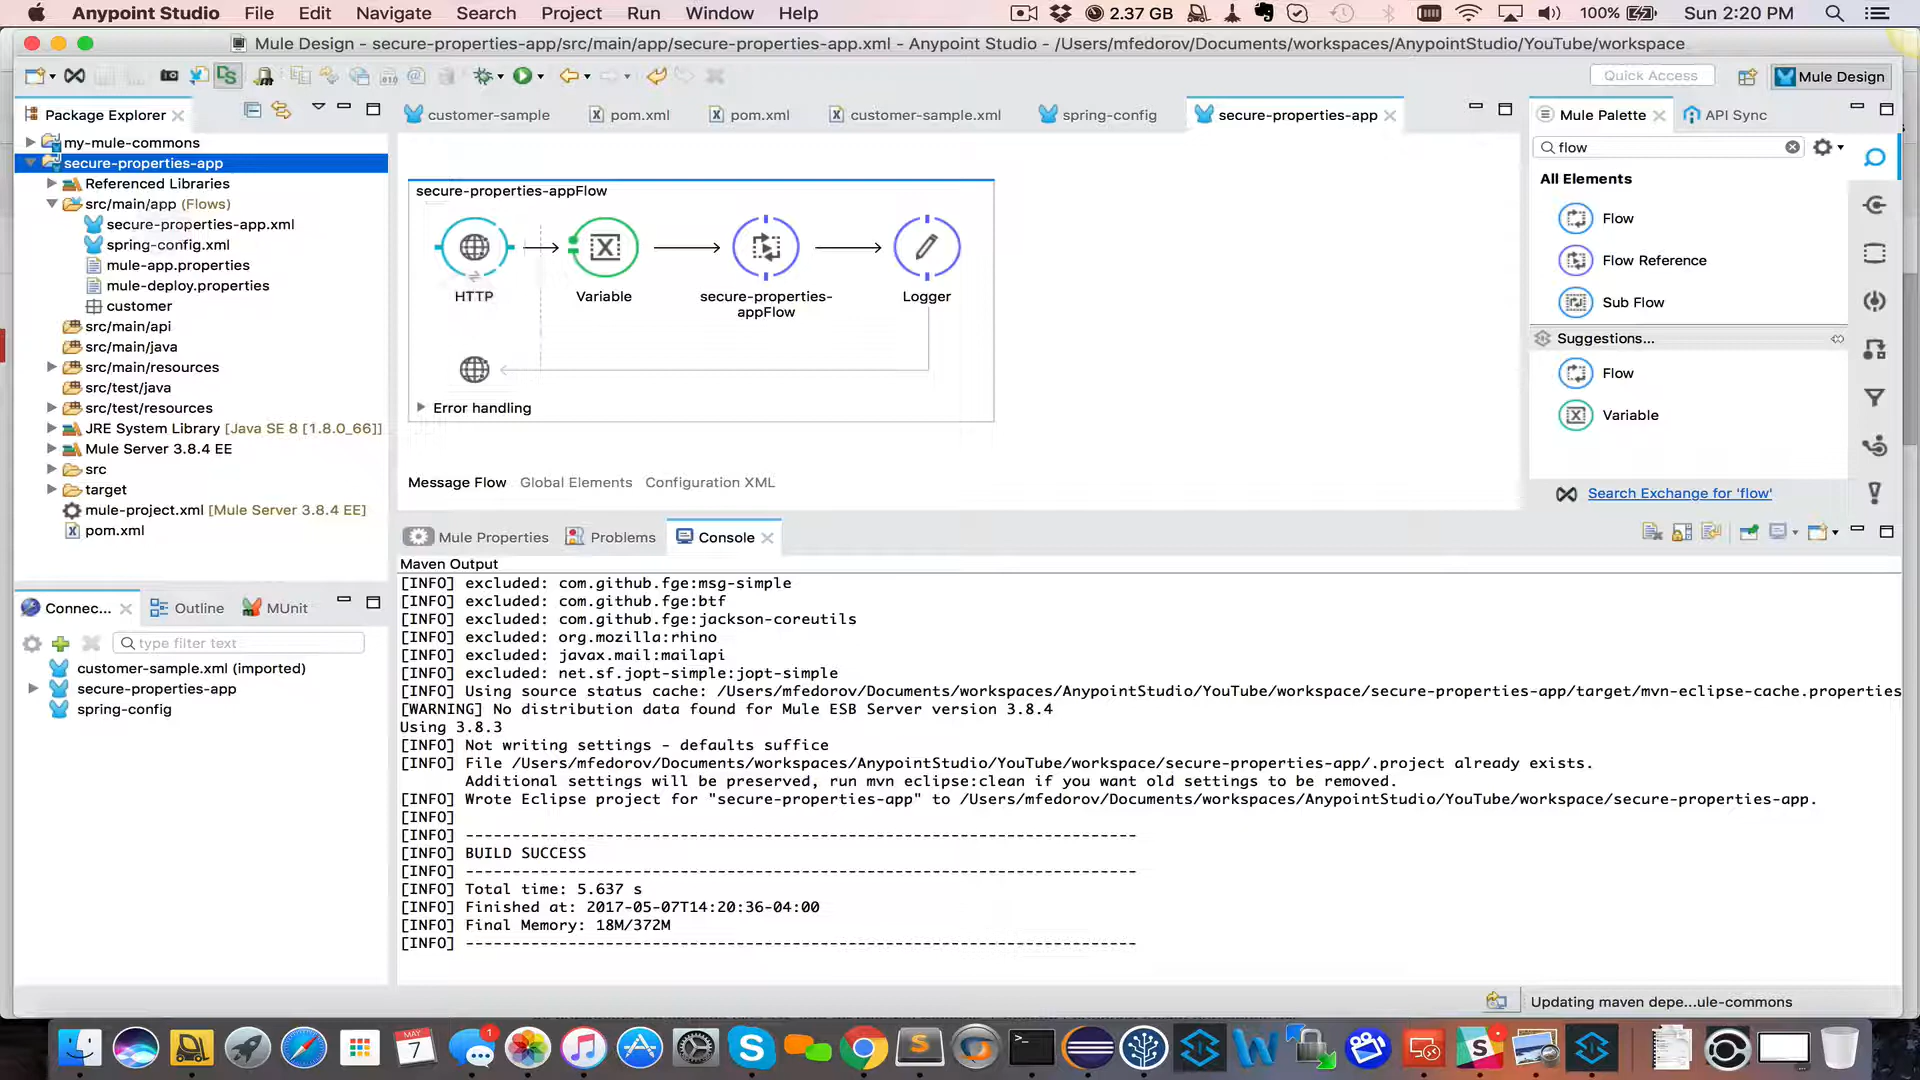 Anypoint Studio File Edit Navigate Search Project Run Window Help 2.37 GB 100% Sun 2:20 PM
Mule Design - secure-properties-app/src/main/app/secure-properties-app.xml - Anypoint Studio - /Users/mfedorov/Documents/workspaces/AnypointStudio/YouTube/workspace
Quick Access Mule Design
Package Explorer
my-mule-commons
secure-properties-app
Referenced Libraries
src/main/app (Flows)
secure-properties-app.xml
spring-config.xml
mule-app.properties
mule-deploy.properties
customer
src/main/api
src/main/java
src/main/resources
src/test/java
src/test/resources
JRE System Library [Java SE 8 [1.8.0_66]]
Mule Server 3.8.4 EE
src
target
mule-project.xml [Mule Server 3.8.4 EE]
pom.xml
Connec... Outline MUnit
type filter text
customer-sample.xml (imported)
secure-properties-app
spring-config
customer-sample pom.xml pom.xml customer-sample.xml spring-config secure-properties-app
secure-properties-appFlow
HTTP
Variable
secure-properties-
appFlow
Logger
Error handling
Message Flow Global Elements Configuration XML
Mule Palette API Sync
flow
All Elements
Flow
Flow Reference
Sub Flow
Suggestions...
Flow
Variable
Search Exchange for 'flow'
Mule Properties Problems Console
Maven Output
[INFO] excluded: com.github.fge:msg-simple
[INFO] excluded: com.github.fge:btf
[INFO] excluded: com.github.fge:jackson-coreutils
[INFO] excluded: org.mozilla:rhino
[INFO] excluded: javax.mail:mailapi
[INFO] excluded: net.sf.jopt-simple:jopt-simple
[INFO] Using source status cache: /Users/mfedorov/Documents/workspaces/AnypointStudio/YouTube/workspace/secure-properties-app/target/mvn-eclipse-cache.properties
[WARNING] No distribution data found for Mule ESB Server version 3.8.4
Using 3.8.3
[INFO] Not writing settings - defaults suffice
[INFO] File /Users/mfedorov/Documents/workspaces/AnypointStudio/YouTube/workspace/secure-properties-app/.project already exists.
Additional settings will be preserved, run mvn eclipse:clean if you want old settings to be removed.
[INFO] Wrote Eclipse project for "secure-properties-app" to /Users/mfedorov/Documents/workspaces/AnypointStudio/YouTube/workspace/secure-properties-app.
[INFO]
[INFO] ------------------------------------------------------------------------
[INFO] BUILD SUCCESS
[INFO] ------------------------------------------------------------------------
[INFO] Total time: 5.637 s
[INFO] Finished at: 2017-05-07T14:20:36-04:00
[INFO] Final Memory: 18M/372M
[INFO] ------------------------------------------------------------------------
Updating maven depe...ule-commons
MAY
7
1